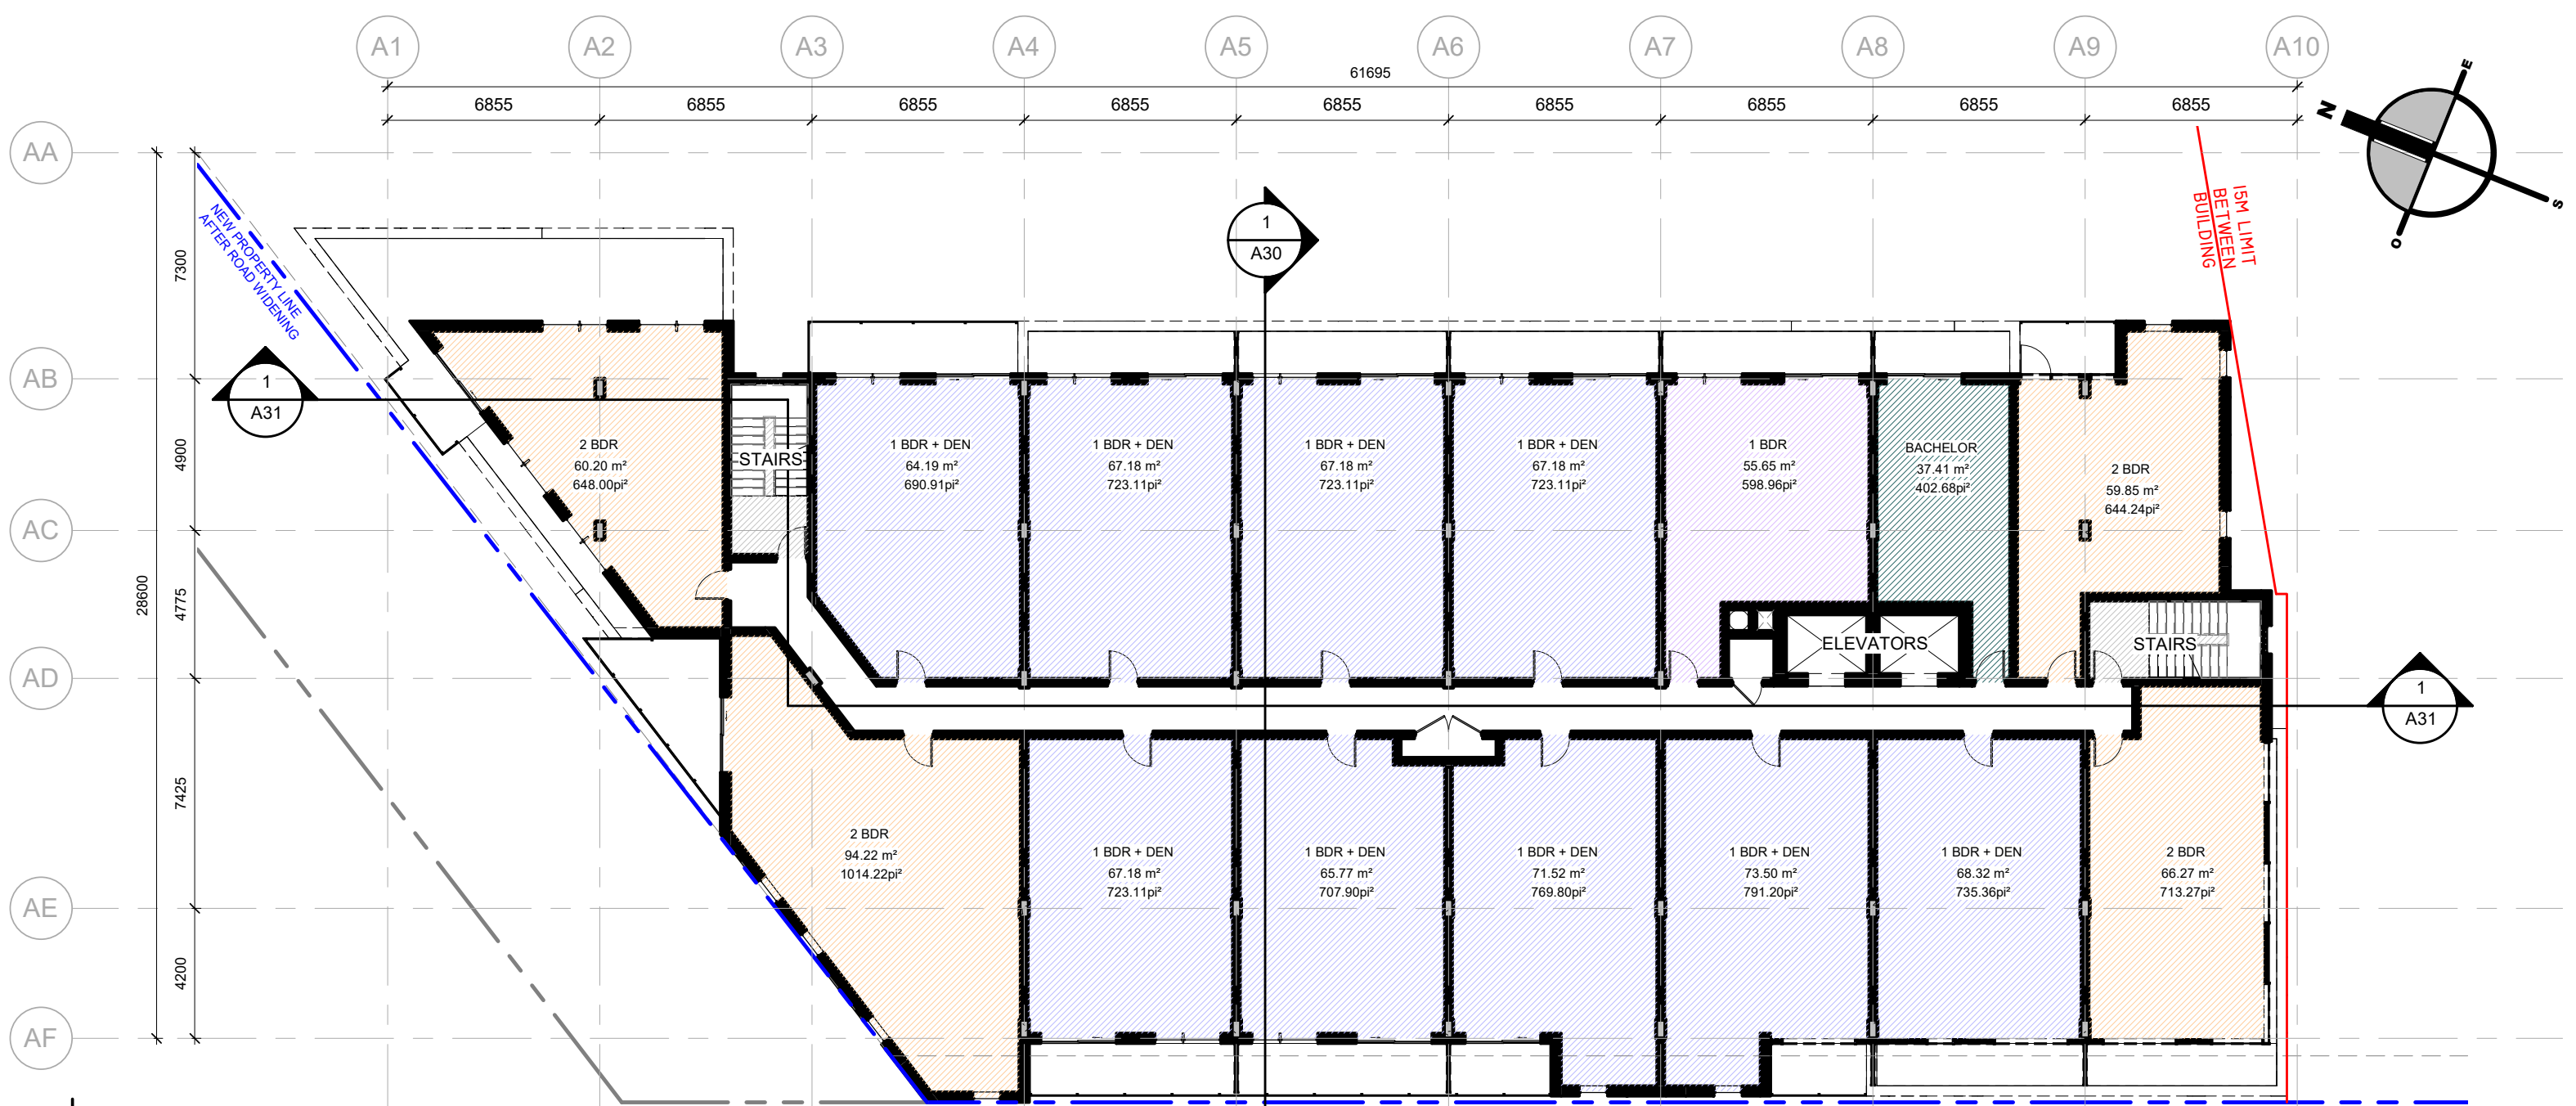 A1 A2 A3 A4 A5 A6 A7 A8 A9 A10
61695
6855 6855 6855 6855 6855 6855 6855 6855 6855
N
E
S
O
AA
AB
AC
AD
AE
AF
28600
7300
4900
4775
7425
4200
NEW PROPERTY LINE
AFTER ROAD WIDENING
15M LIMIT
BETWEEN
BUILDING
1
A30
1
A31
1
A31
2 BDR
60.20 m²
648.00pi²
STAIRS
1 BDR + DEN
64.19 m²
690.91pi²
1 BDR + DEN
67.18 m²
723.11pi²
1 BDR + DEN
67.18 m²
723.11pi²
1 BDR + DEN
67.18 m²
723.11pi²
1 BDR
55.65 m²
598.96pi²
BACHELOR
37.41 m²
402.68pi²
2 BDR
59.85 m²
644.24pi²
ELEVATORS
STAIRS
2 BDR
94.22 m²
1014.22pi²
1 BDR + DEN
67.18 m²
723.11pi²
1 BDR + DEN
65.77 m²
707.90pi²
1 BDR + DEN
71.52 m²
769.80pi²
1 BDR + DEN
73.50 m²
791.20pi²
1 BDR + DEN
68.32 m²
735.36pi²
2 BDR
66.27 m²
713.27pi²